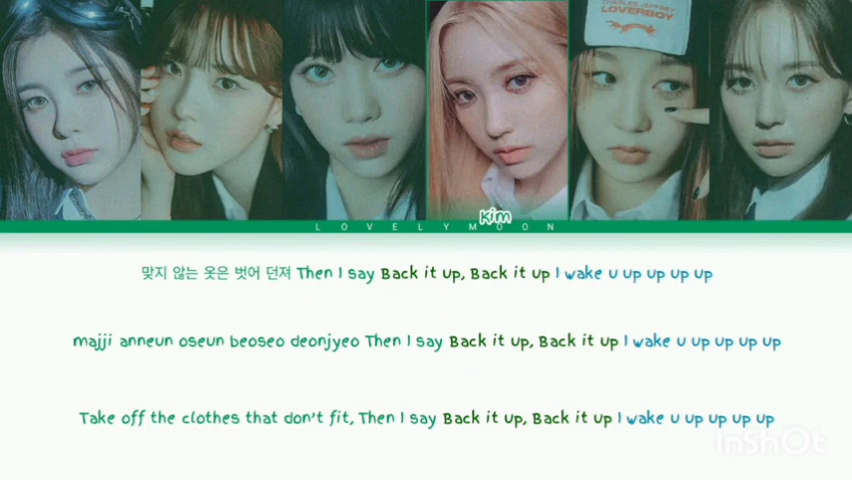 CHARLES JEFFREY
LOVERBOY
Kim
LOVELYMOON
맞지 않는 옷은 벗어 던져 Then I say Back it up, Back it up I wake u up up up up
majji anneun oseun beoseo deonjyeo Then I say Back it up, Back it up I wake u up up up up
Take off the clothes that don't fit, Then I say Back it up, Back it up I wake u up up up up
InShOt